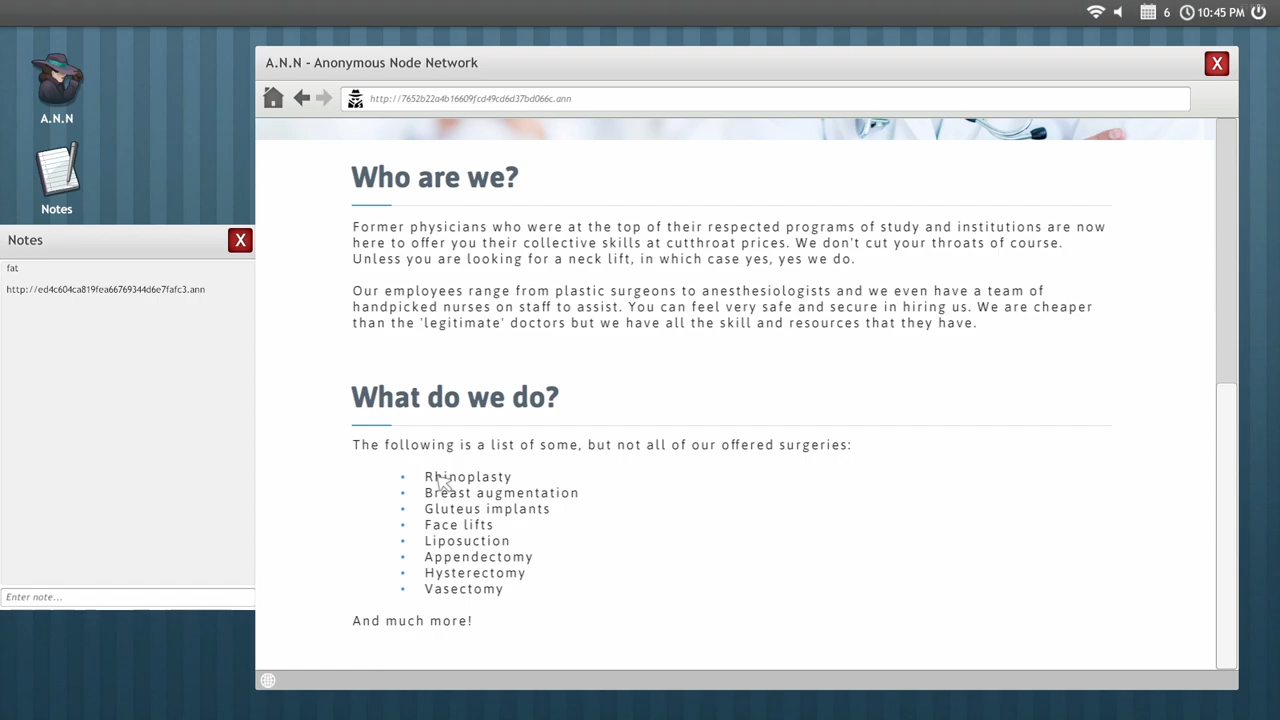 6 10:45 PM
A.N.N - Anonymous Node Network
X
http://7652b22a4b16609fcd49cd6d37bd066c.ann
A.N.N
Notes
Notes
X
fat
http://ed4c604ca819fea66769344d6e7fafc3.ann
Enter note...
Who are we?
Former physicians who were at the top of their respected programs of study and institutions are now
here to offer you their collective skills at cutthroat prices. We don't cut your throats of course.
Unless you are looking for a neck lift, in which case yes, yes we do.
Our employees range from plastic surgeons to anesthesiologists and we even have a team of
handpicked nurses on staff to assist. You can feel very safe and secure in hiring us. We are cheaper
than the 'legitimate' doctors but we have all the skill and resources that they have.
What do we do?
The following is a list of some, but not all of our offered surgeries:
• Rhinoplasty
• Breast augmentation
• Gluteus implants
• Face lifts
• Liposuction
• Appendectomy
• Hysterectomy
• Vasectomy
And much more!